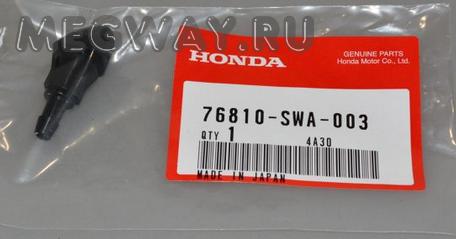 MEGWAY.RU
HONDA
GENUINE PARTS
Honda Motor Co., Ltd.
76810-SWA-003
QTY 1 4A30
MADE IN JAPAN